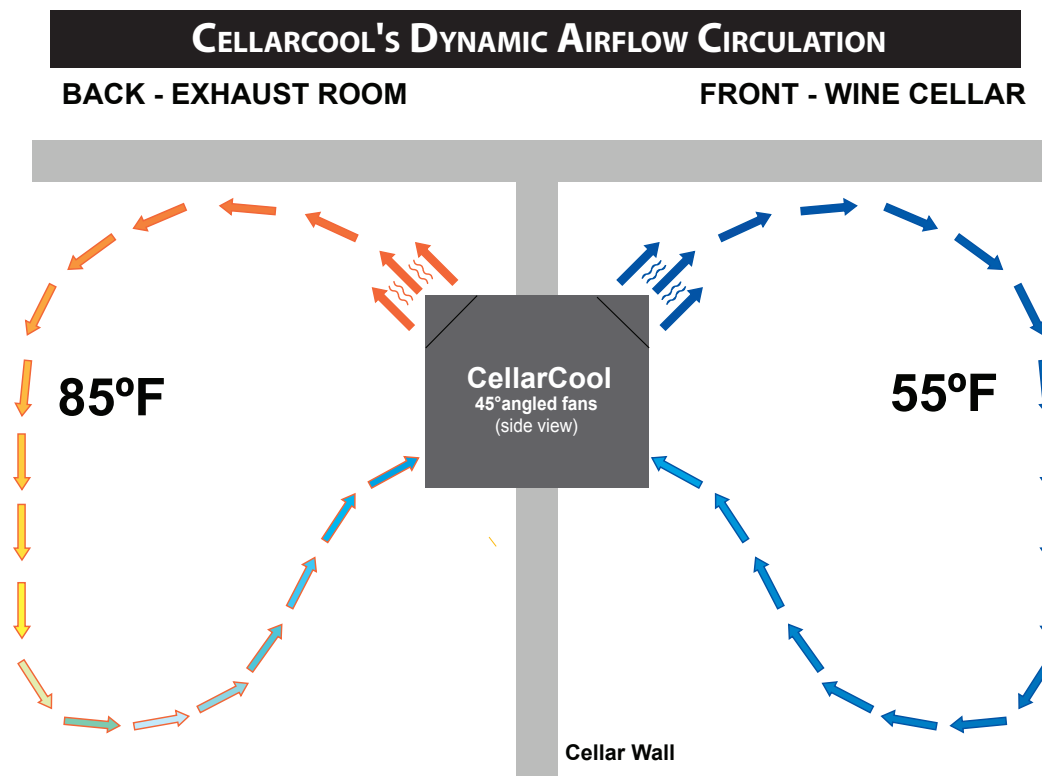 CELLARCOOL'S DYNAMIC AIRFLOW CIRCULATION
BACK - EXHAUST ROOM
FRONT - WINE CELLAR
85ºF
CellarCool
45°angled fans
(side view)
55ºF
Cellar Wall